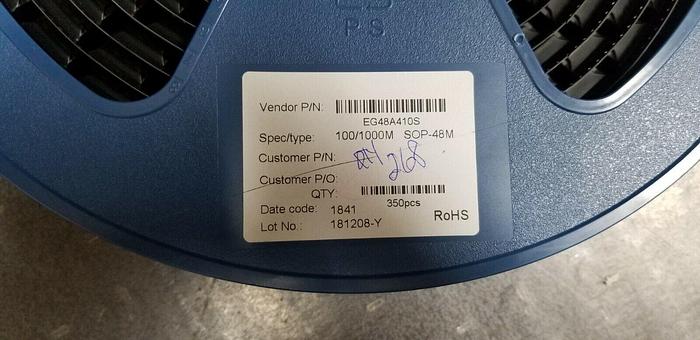 PS
Vendor P/N:
EG48A410S
Spec/type: 100/1000M SOP-48M
Customer P/N:
Customer P/O: 268
QTY:
350pcs
Date code: 1841
Lot No.: 181208-Y
RoHS